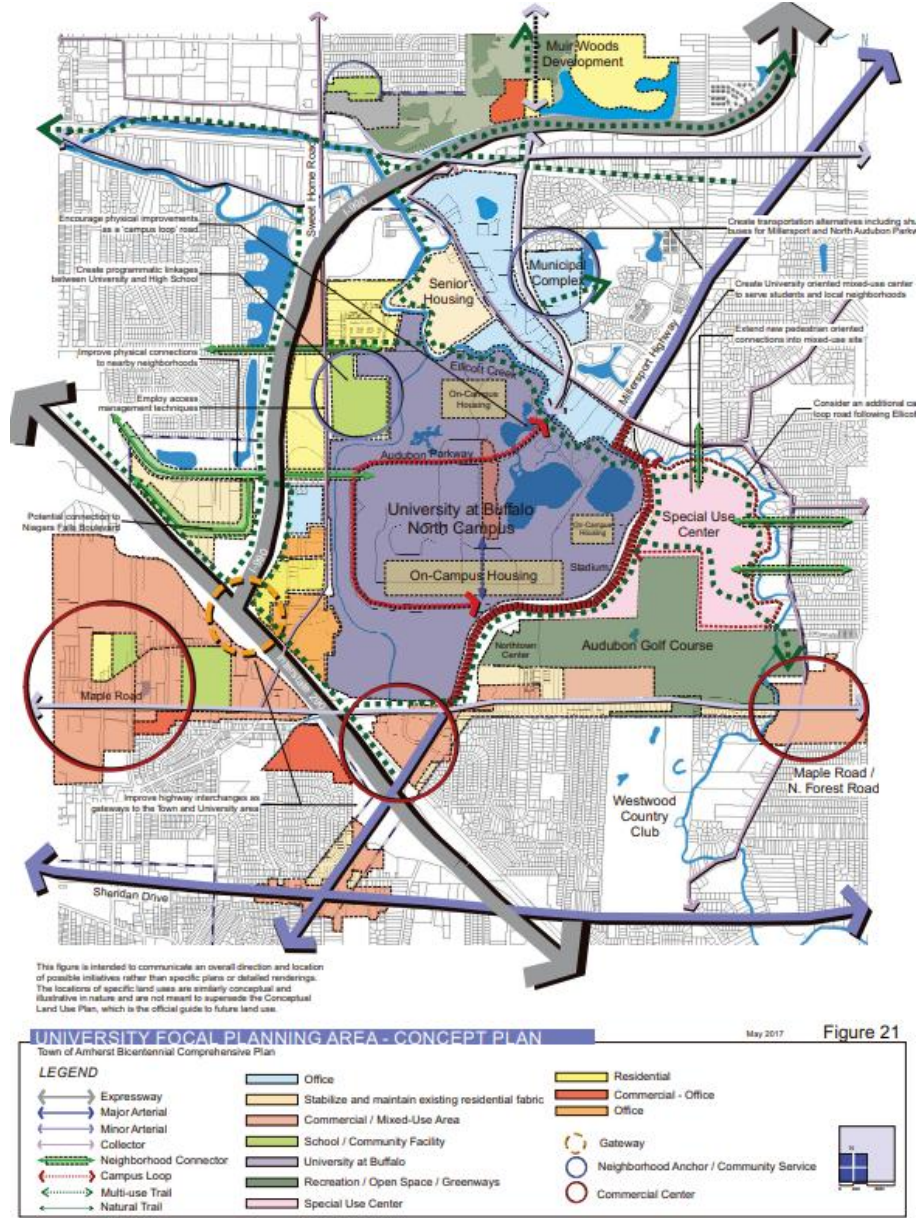 Muir Woods
Development
Sweet Home Road
I-990
Encourage physical improvements
as a 'campus loop' road
Create transportation alternatives including shu
buses for Millersport and North Audubon Parkw
Create programmatic linkages
between University and High School
Senior
Housing
Municipal
Complex
Create University oriented mixed-use center
to serve students and local neighborhoods
Millersport Highway
Extend new pedestrian oriented
connections into mixed-use site
Improve physical connections
to nearby neighborhoods
Ellicott Creek
On-Campus
Housing
Employ access
management techniques
Consider an additional ca
loop road following Ellico
Audubon Parkway
University at Buffalo
North Campus
Special Use
Center
Potential connection to
Niagara Falls Boulevard
On-Campus
Housing
I-990
On-Campus Housing
Stadium
Northtown
Center
Audubon Golf Course
Maple Road
Maple Road /
N. Forest Road
Improve highway interchanges as
gateways to the Town and University area
Westwood
Country
Club
Sheridan Drive
This figure is intended to communicate an overall direction and location
of possible initiatives rather than specific plans or detailed renderings.
The locations of specific land uses are similarly conceptual and
illustrative in nature and are not meant to supersede the Conceptual
Land Use Plan, which is the official guide to future land use.
UNIVERSITY FOCAL PLANNING AREA - CONCEPT PLAN
May 2017
Figure 21
Town of Amherst Bicentennial Comprehensive Plan
LEGEND
Expressway
Major Arterial
Minor Arterial
Collector
Neighborhood Connector
Campus Loop
Multi-use Trail
Natural Trail
Office
Stabilize and maintain existing residential fabric
Commercial / Mixed-Use Area
School / Community Facility
University at Buffalo
Recreation / Open Space / Greenways
Special Use Center
Residential
Commercial - Office
Office
Gateway
Neighborhood Anchor / Community Service
Commercial Center